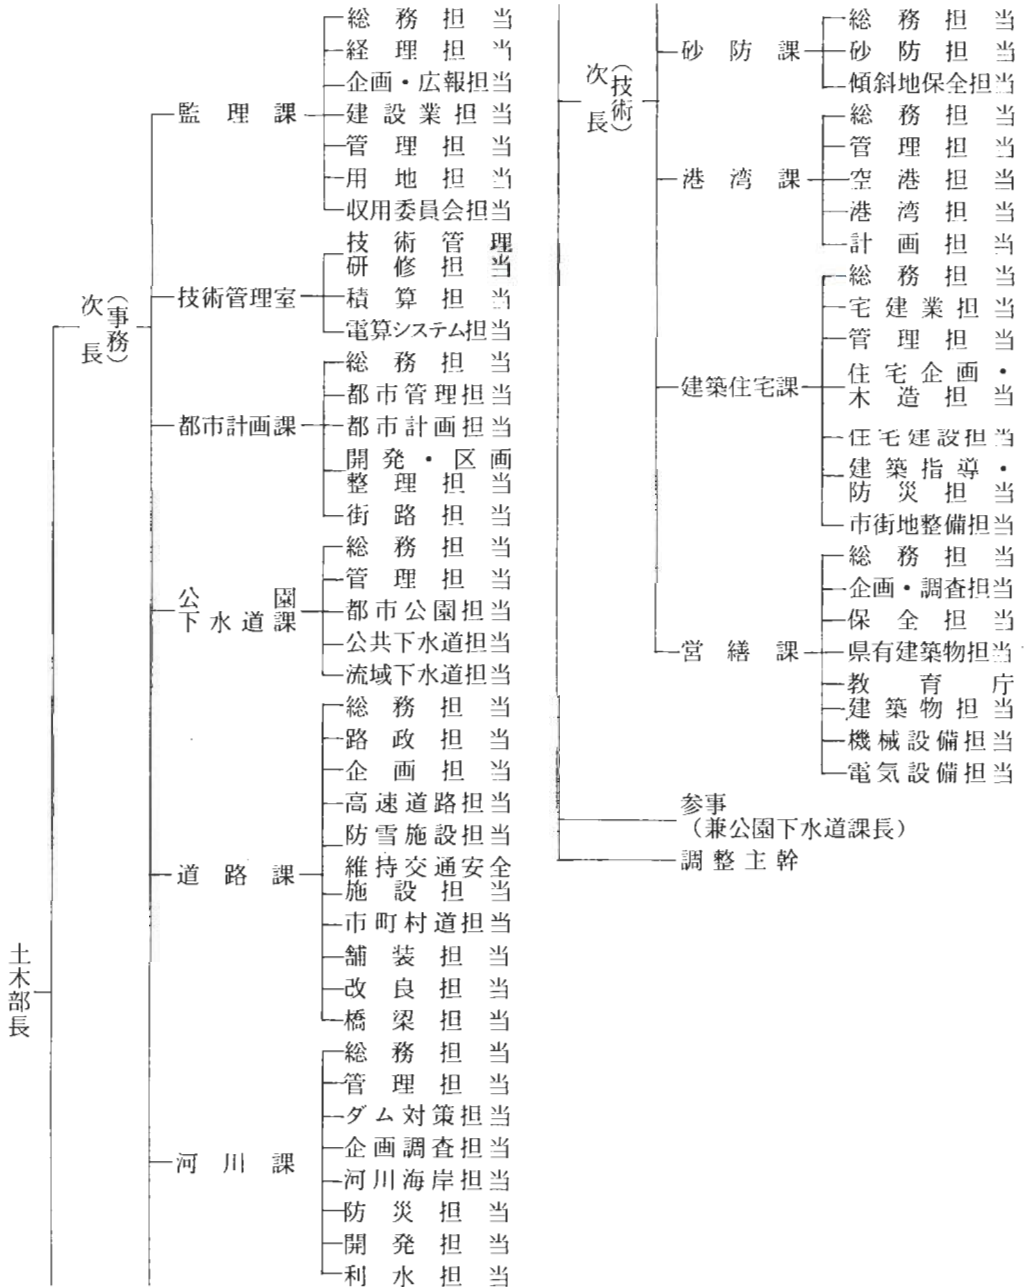 土木部長
次長(事務)
監理課
総務担当
経理担当
企画・広報担当
建設業担当
管理担当
用地担当
収用委員会担当
技術管理室
技術管理
研修担当
積算担当
電算システム担当
都市計画課
総務担当
都市管理担当
都市計画担当
開発・区画
整理担当
街路担当
公園
下水道課
総務担当
管理担当
都市公園担当
公共下水道担当
流域下水道担当
道路課
総務担当
路政担当
企画担当
高速道路担当
防雪施設担当
維持交通安全
施設担当
市町村道担当
舗装担当
改良担当
橋梁担当
河川課
総務担当
管理担当
ダム対策担当
企画調査担当
河川海岸担当
防災担当
開発担当
利水担当
次長(技術)
砂防課
総務担当
砂防担当
傾斜地保全担当
港湾課
総務担当
管理担当
空港担当
港湾担当
計画担当
建築住宅課
総務担当
宅建業担当
管理担当
住宅企画・
木造担当
住宅建設担当
建築指導・
防災担当
市街地整備担当
営繕課
総務担当
企画・調査担当
保全担当
県有建築物担当
教育庁
建築物担当
機械設備担当
電気設備担当
参事
(兼公園下水道課長)
調整主幹